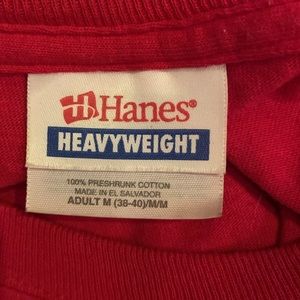 Hanes®
HEAVYWEIGHT
100% PRESHRUNK COTTON
MADE IN EL SALVADOR
ADULT M (38-40)/M/M